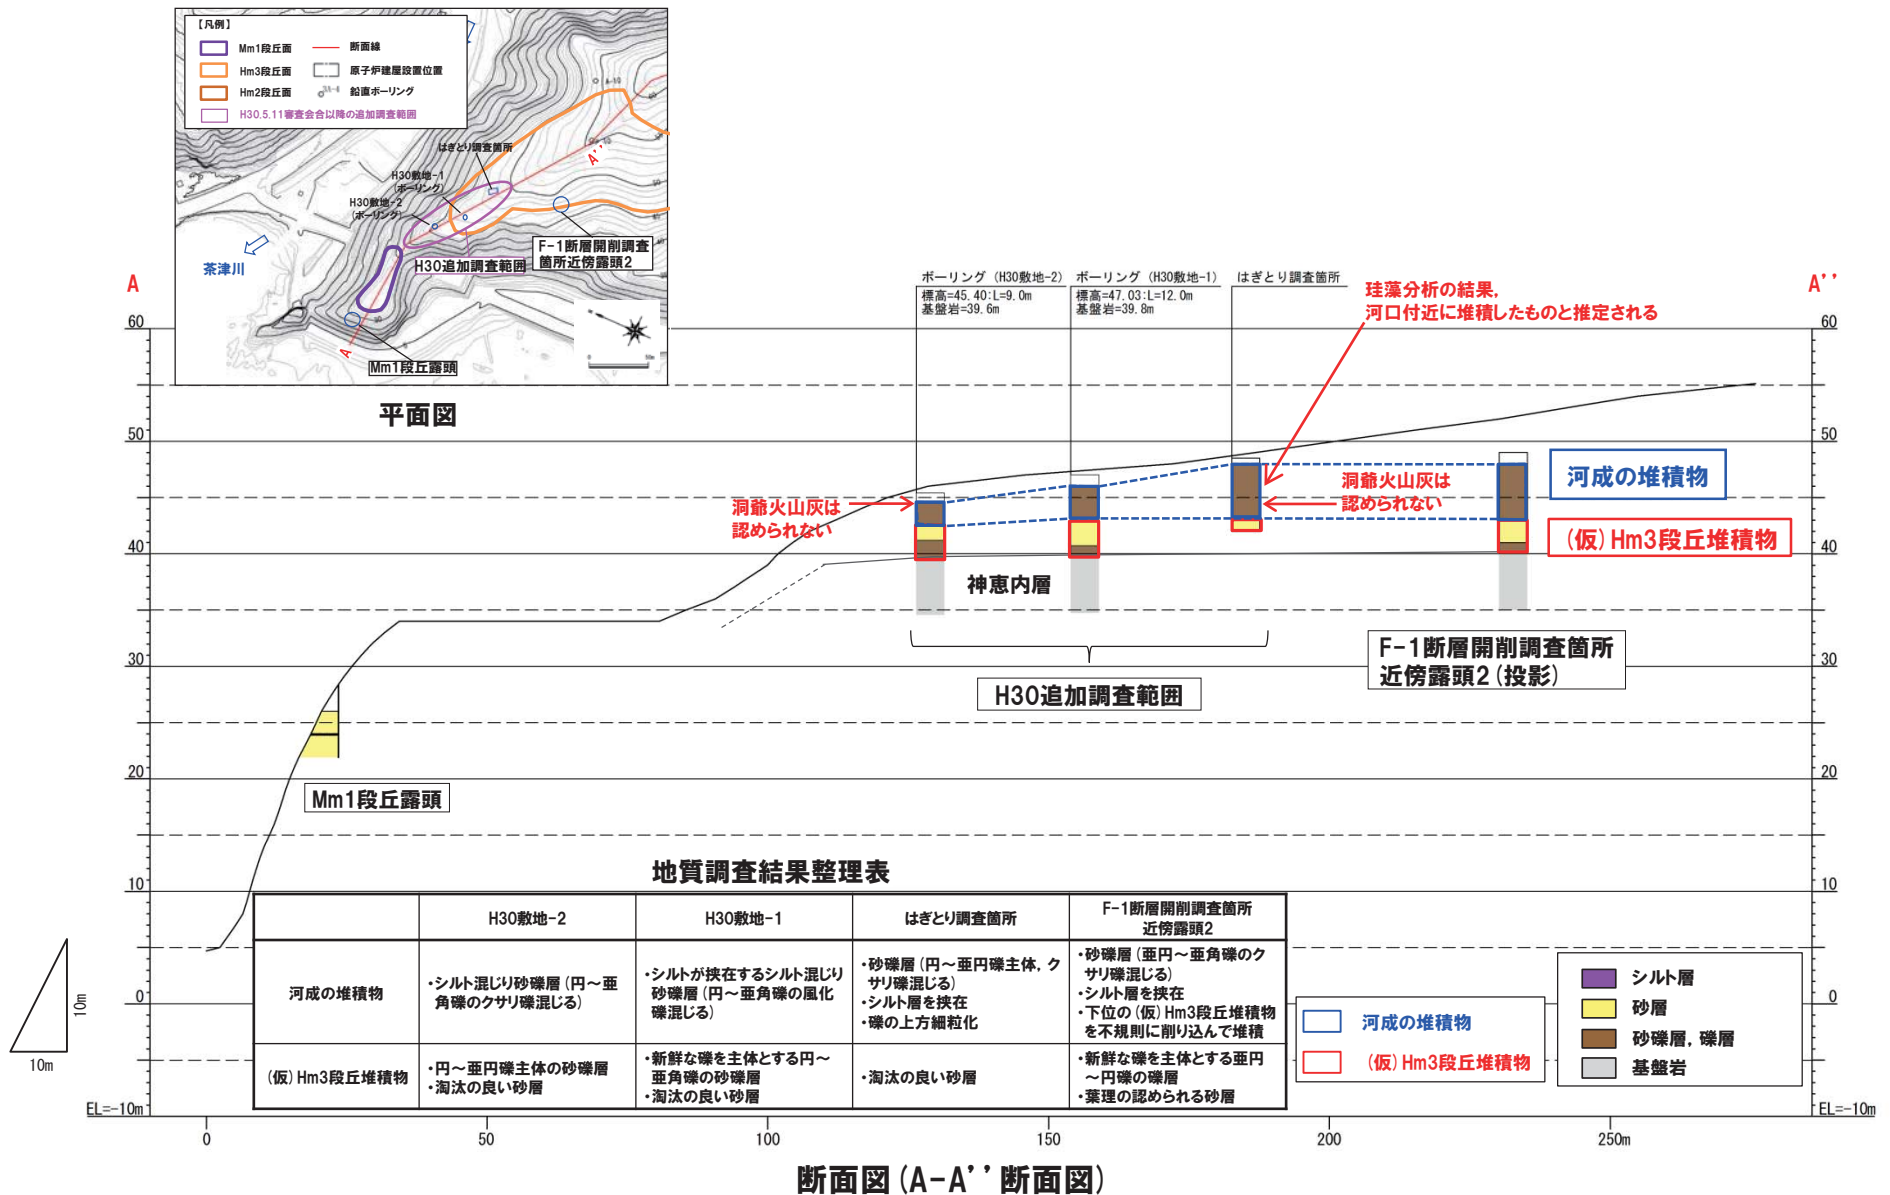 【凡例】
Mm1段丘面
断面線
Hm3段丘面
原子炉建屋設置位置
Hm2段丘面
鉛直ボーリング
H30.5.11審査会合以降の追加調査範囲
はぎとり調査箇所
H30敷地-1
(ボーリング)
H30敷地-2
(ボーリング)
A''
茶津川
H30追加調査範囲
F-1断層開削調査
箇所近傍露頭2
A
Mm1段丘露頭
平面図
A
A''
ボーリング (H30敷地-2)
標高=45.40:L=9.0m
基盤岩=39.6m
ボーリング (H30敷地-1)
標高=47.03:L=12.0m
基盤岩=39.8m
はぎとり調査箇所
珪藻分析の結果,
河口付近に堆積したものと推定される
洞爺火山灰は
認められない
洞爺火山灰は
認められない
河成の堆積物
(仮)Hm3段丘堆積物
神恵内層
H30追加調査範囲
F-1断層開削調査箇所
近傍露頭2(投影)
Mm1段丘露頭
60
50
40
30
20
10
0
EL=-10m
60
50
40
30
20
10
0
EL=-10m
10m
10m
地質調査結果整理表
H30敷地-2
H30敷地-1
はぎとり調査箇所
F-1断層開削調査箇所
近傍露頭2
河成の堆積物
・シルト混じり砂礫層(円～亜
角礫のクサリ礫混じる)
・シルトが挟在するシルト混じり
砂礫層(円～亜角礫の風化
礫混じる)
・砂礫層(円～亜円礫主体, ク
サリ礫混じる)
・シルト層を挟在
・礫の上方細粒化
・砂礫層(亜円～亜角礫のク
サリ礫混じる)
・シルト層を挟在
・下位の(仮)Hm3段丘堆積物
を不規則に削り込んで堆積
(仮)Hm3段丘堆積物
・円～亜円礫主体の砂礫層
・淘汰の良い砂層
・新鮮な礫を主体とする円～
亜角礫の砂礫層
・淘汰の良い砂層
・淘汰の良い砂層
・新鮮な礫を主体とする亜円
～円礫の礫層
・葉理の認められる砂層
河成の堆積物
(仮)Hm3段丘堆積物
シルト層
砂層
砂礫層, 礫層
基盤岩
0
50
100
150
200
250m
断面図(A-A''断面図)